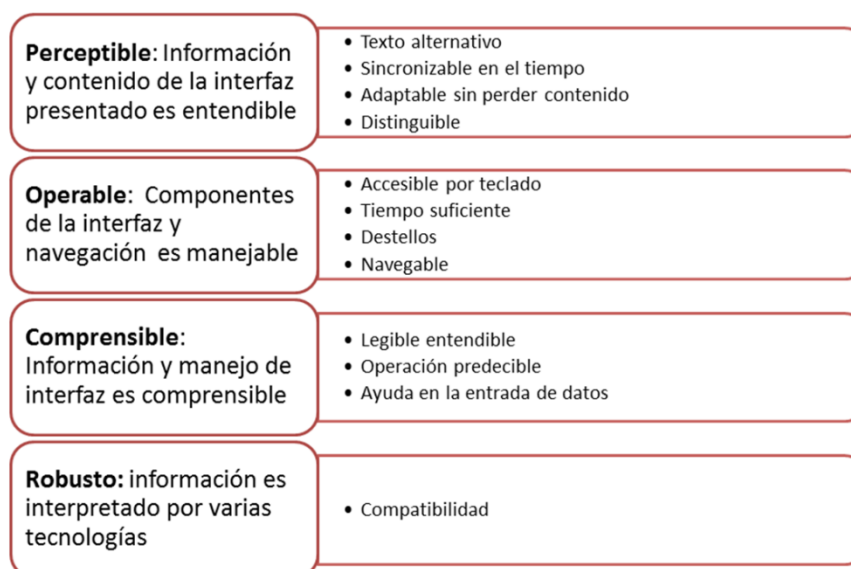 Perceptible: Información
y contenido de la interfaz
presentado es entendible
• Texto alternativo
• Sincronizable en el tiempo
• Adaptable sin perder contenido
• Distinguible
Operable: Componentes
de la interfaz y
navegación es manejable
• Accesible por teclado
• Tiempo suficiente
• Destellos
• Navegable
Comprensible:
Información y manejo de
interfaz es comprensible
• Legible entendible
• Operación predecible
• Ayuda en la entrada de datos
Robusto: información es
interpretado por varias
tecnologías
• Compatibilidad